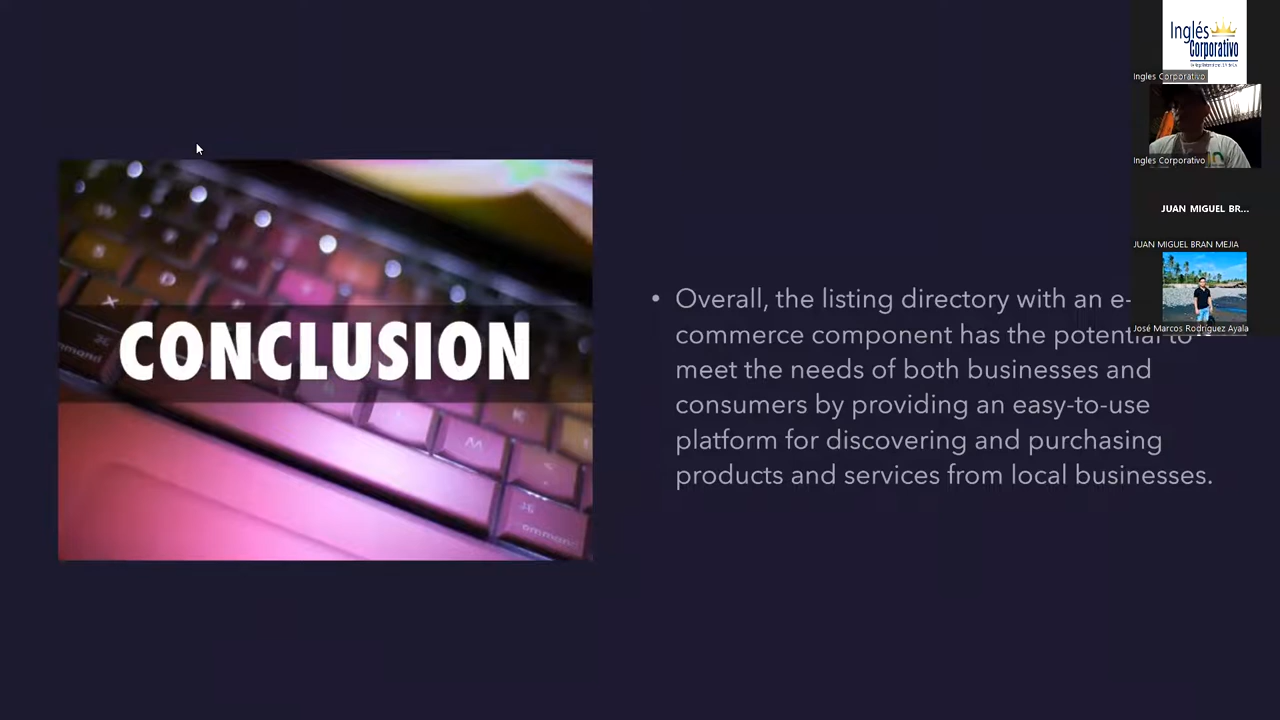 Inglés
Corporativo
Ingles Corporativo
Ingles Corporativo
JUAN MIGUEL BR...
JUAN MIGUEL BRAN MEJIA
José Marcos Rodríguez Ayala
CONCLUSION
• Overall, the listing directory with an e-
commerce component has the potential to
meet the needs of both businesses and
consumers by providing an easy-to-use
platform for discovering and purchasing
products and services from local businesses.